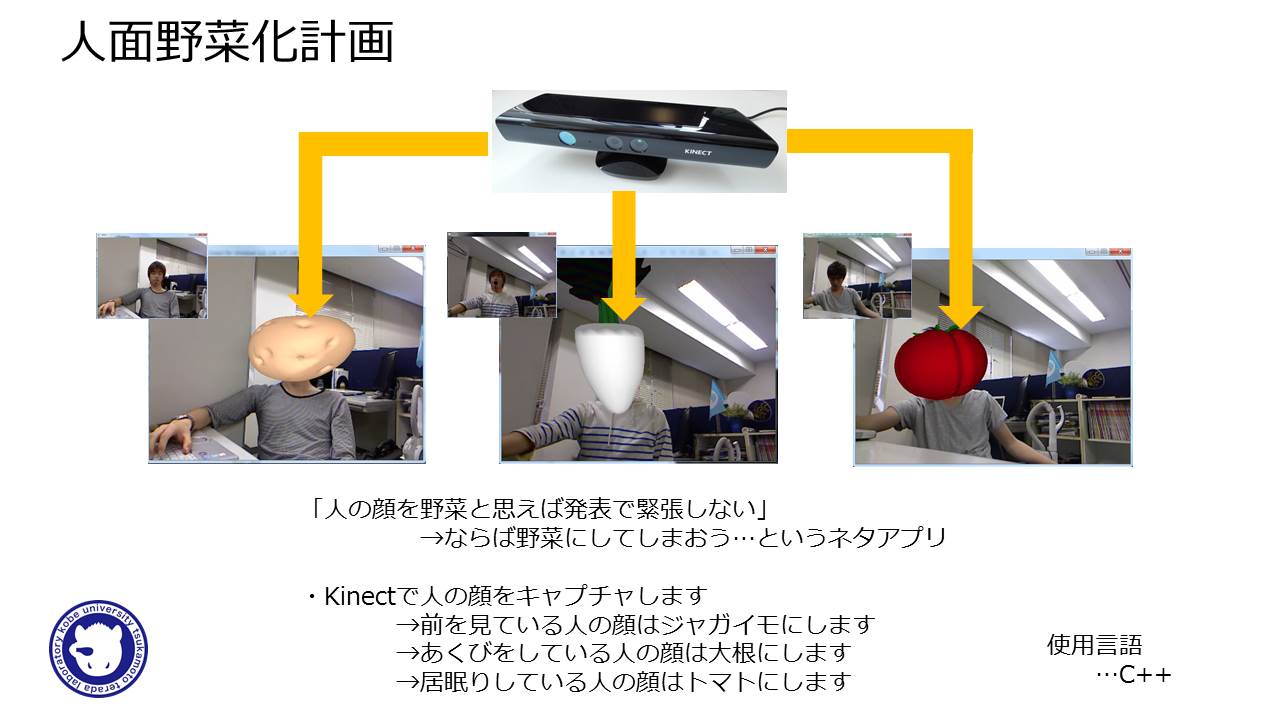 人面野菜化計画
KINECT
「人の顔を野菜と思えば発表で緊張しない」
→ならば野菜にしてしまおう…というネタアプリ
・Kinectで人の顔をキャプチャします
→前を見ている人の顔はジャガイモにします
→あくびをしている人の顔は大根にします
→居眠りしている人の顔はトマトにします
使用言語
…C++
kobe university tsukamoto terada laboratory